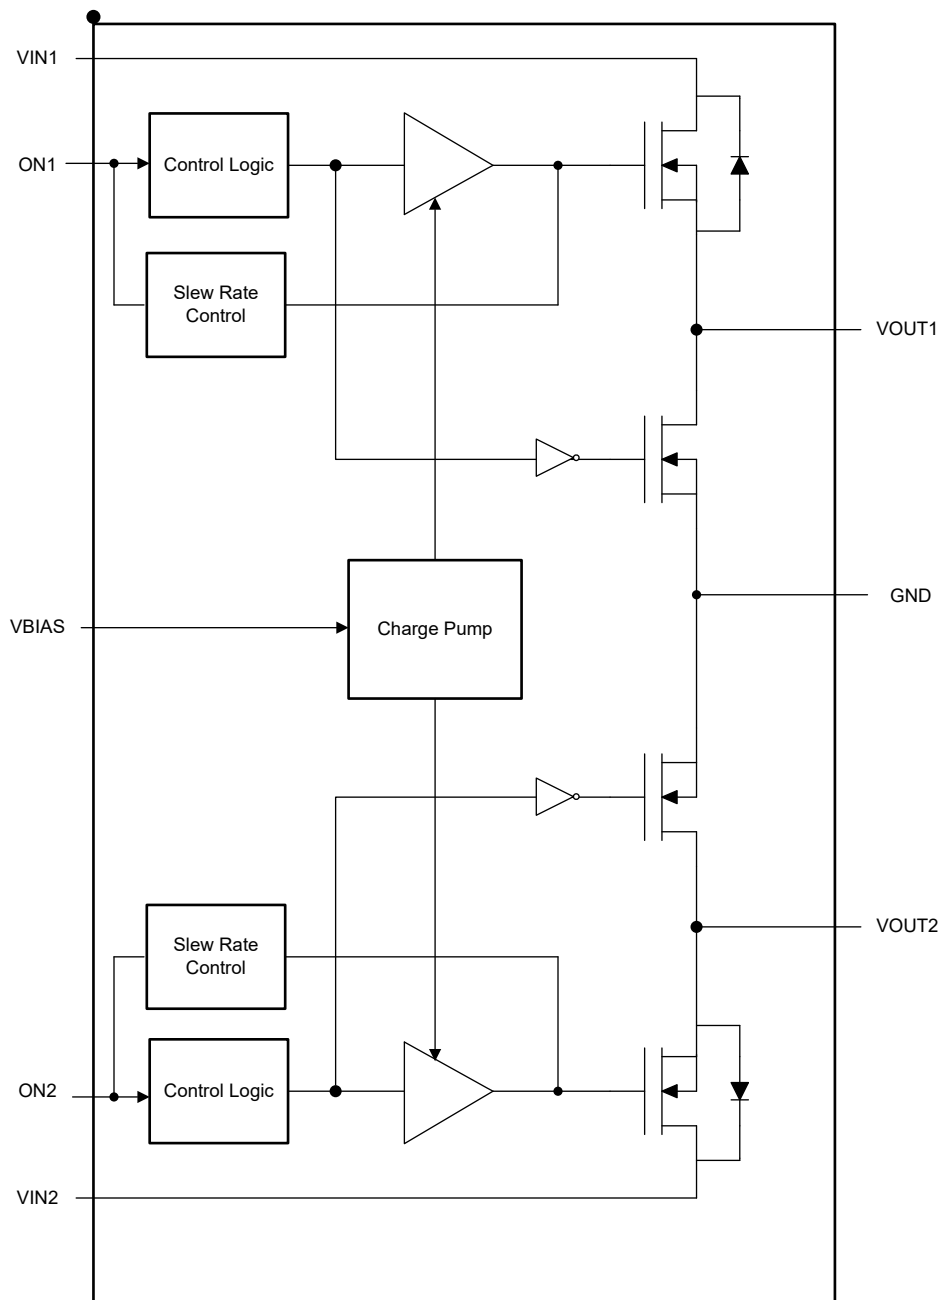 VIN1
ON1
Control Logic
Slew Rate
Control
VOUT1
GND
VBIAS
Charge Pump
Slew Rate
Control
VOUT2
ON2
Control Logic
VIN2